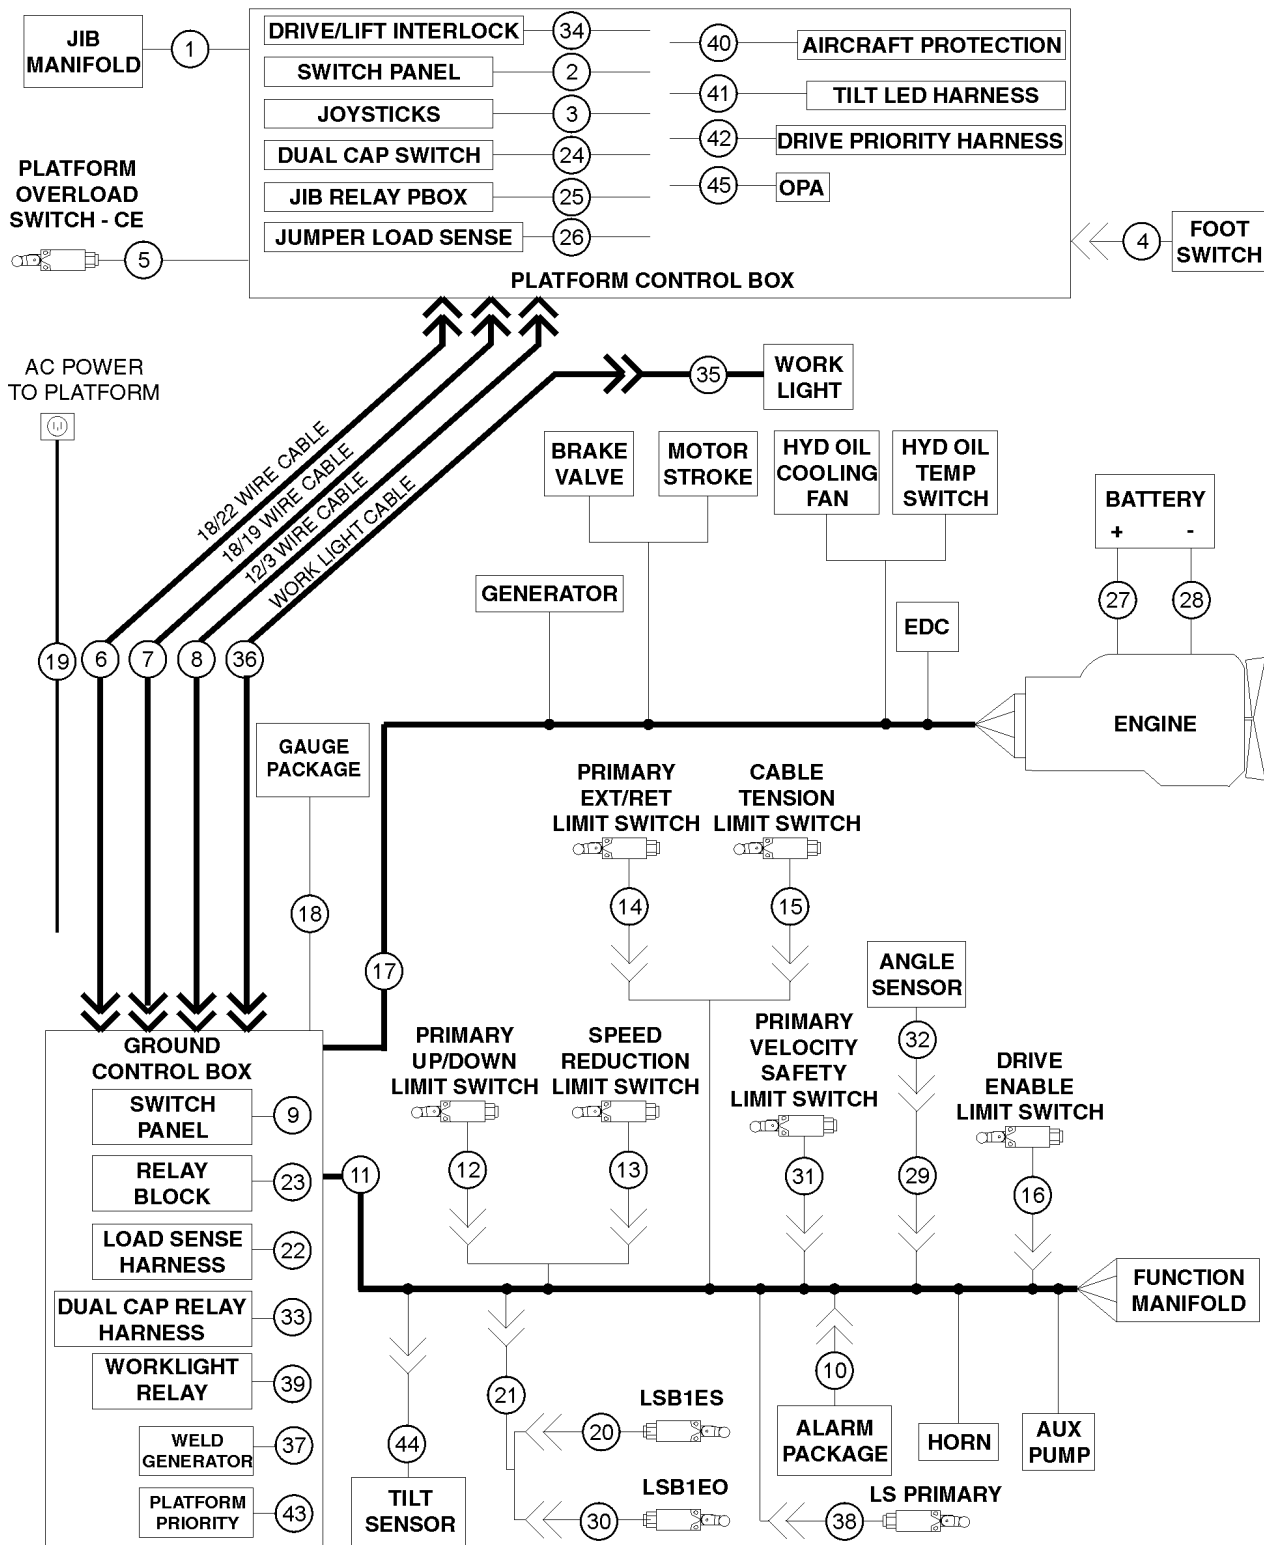 JIB
MANIFOLD
1
DRIVE/LIFT INTERLOCK
34
SWITCH PANEL
2
JOYSTICKS
3
DUAL CAP SWITCH
24
JIB RELAY PBOX
25
JUMPER LOAD SENSE
26
40
AIRCRAFT PROTECTION
41
TILT LED HARNESS
42
DRIVE PRIORITY HARNESS
45
OPA
PLATFORM CONTROL BOX
PLATFORM
OVERLOAD
SWITCH - CE
5
4
FOOT
SWITCH
AC POWER
TO PLATFORM
19
18/22 WIRE CABLE
18/19 WIRE CABLE
12/3 WIRE CABLE
WORK LIGHT CABLE
6
7
8
36
35
WORK
LIGHT
BRAKE
VALVE
MOTOR
STROKE
HYD OIL
COOLING
FAN
HYD OIL
TEMP
SWITCH
BATTERY
+ -
27
28
GENERATOR
EDC
ENGINE
GAUGE
PACKAGE
18
17
PRIMARY
EXT/RET
LIMIT SWITCH
14
CABLE
TENSION
LIMIT SWITCH
15
ANGLE
SENSOR
32
29
GROUND
CONTROL BOX
SWITCH
PANEL
9
RELAY
BLOCK
23
LOAD SENSE
HARNESS
22
DUAL CAP RELAY
HARNESS
33
WORKLIGHT
RELAY
39
WELD
GENERATOR
37
PLATFORM
PRIORITY
43
11
PRIMARY
UP/DOWN
LIMIT SWITCH
12
SPEED
REDUCTION
LIMIT SWITCH
13
PRIMARY
VELOCITY
SAFETY
LIMIT SWITCH
31
DRIVE
ENABLE
LIMIT SWITCH
16
FUNCTION
MANIFOLD
44
TILT
SENSOR
21
20
LSB1ES
30
LSB1EO
10
ALARM
PACKAGE
HORN
AUX
PUMP
38
LS PRIMARY